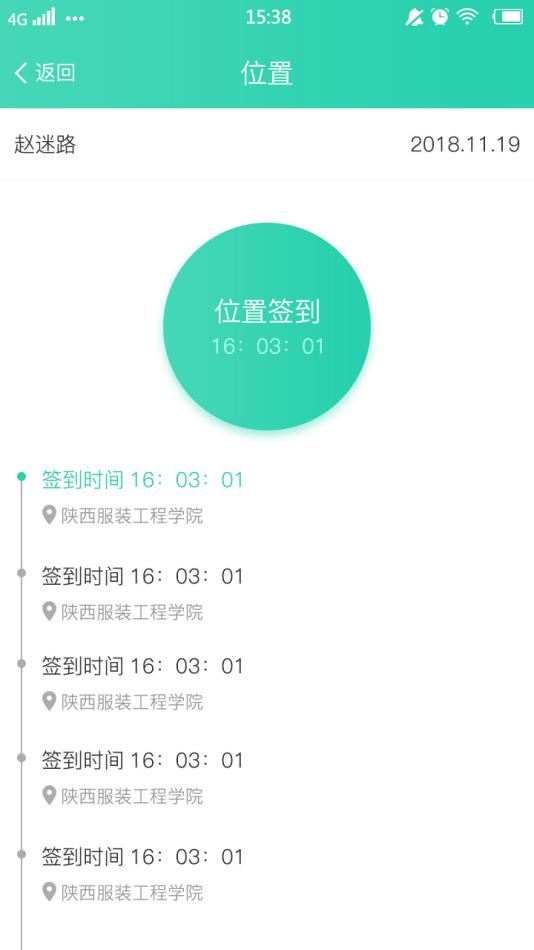 4G 15:38
返回 位置
赵迷路 2018.11.19
位置签到
16：03：01
签到时间 16：03：01
陕西服装工程学院
签到时间 16：03：01
陕西服装工程学院
签到时间 16：03：01
陕西服装工程学院
签到时间 16：03：01
陕西服装工程学院
签到时间 16：03：01
陕西服装工程学院